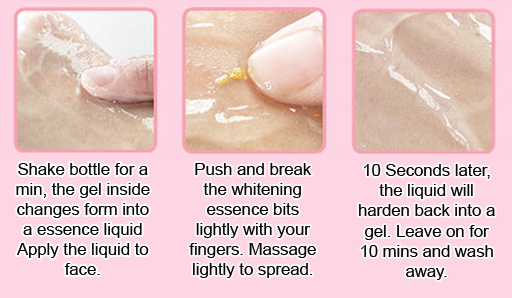 Shake bottle for a
min, the gel inside
changes form into
a essence liquid
Apply the liquid to
face.
Push and break
the whitening
essence bits
lightly with your
fingers. Massage
lightly to spread.
10 Seconds later,
the liquid will
harden back into a
gel. Leave on for
10 mins and wash
away.